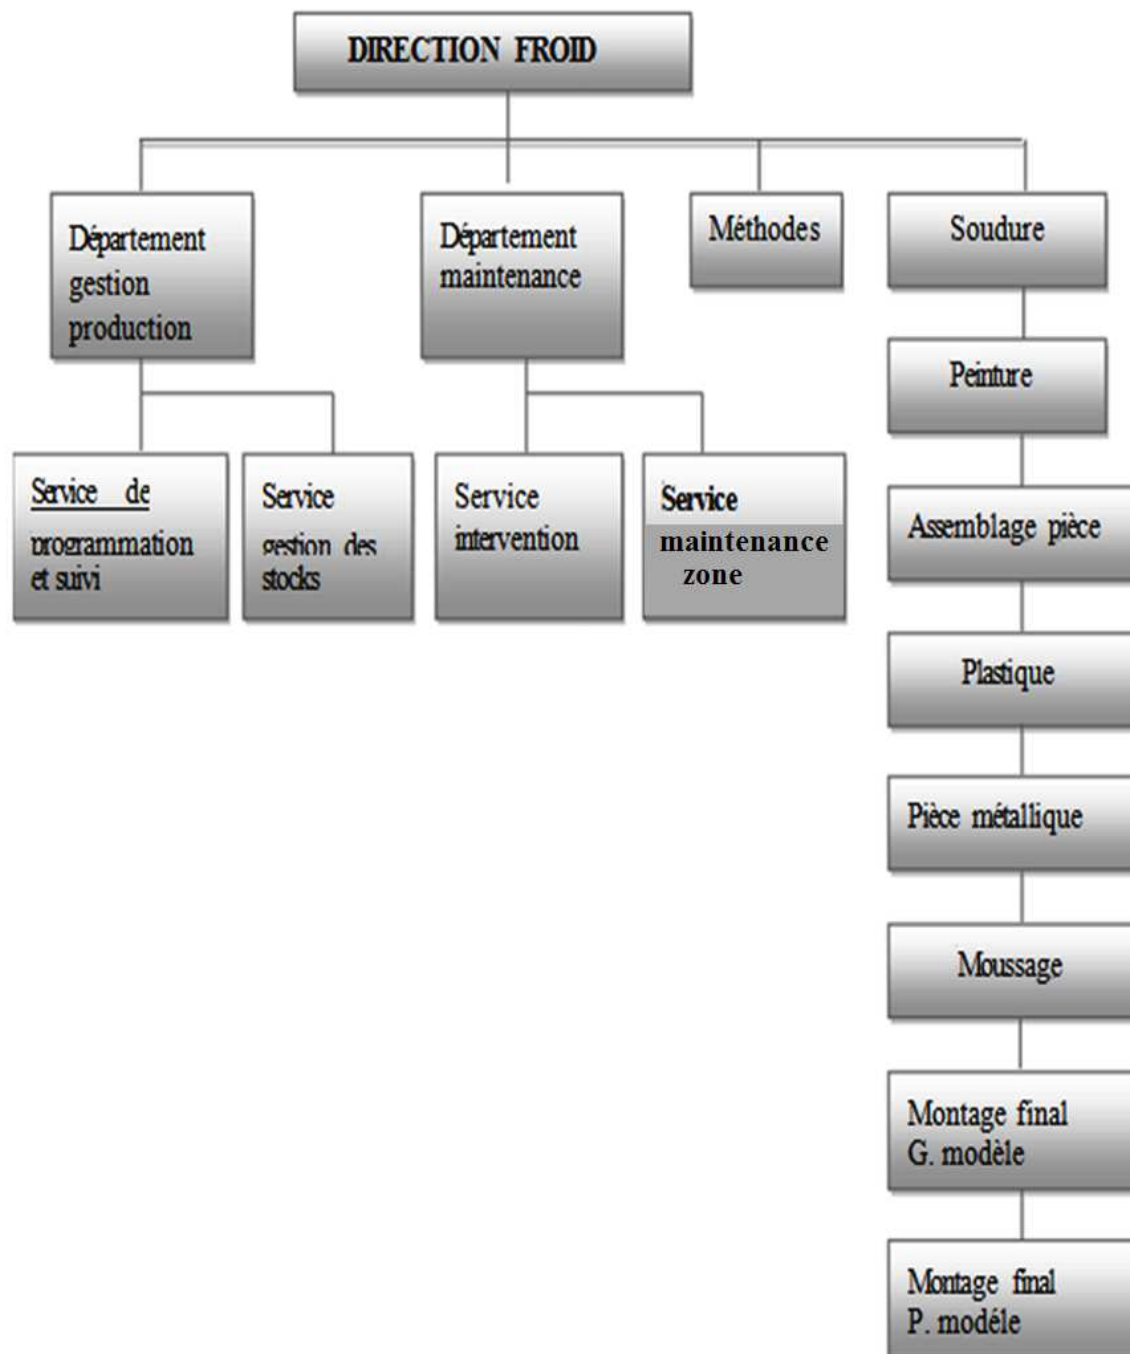 DIRECTION FROID
Département
gestion
production
Département
maintenance
Méthodes
Soudure
Peinture
Service de
programmation
et suivi
Service
gestion des
stocks
Service
intervention
Service
maintenance
zone
Assemblage pièce
Plastique
Pièce métallique
Moussage
Montage final
G. modèle
Montage final
P. modéle